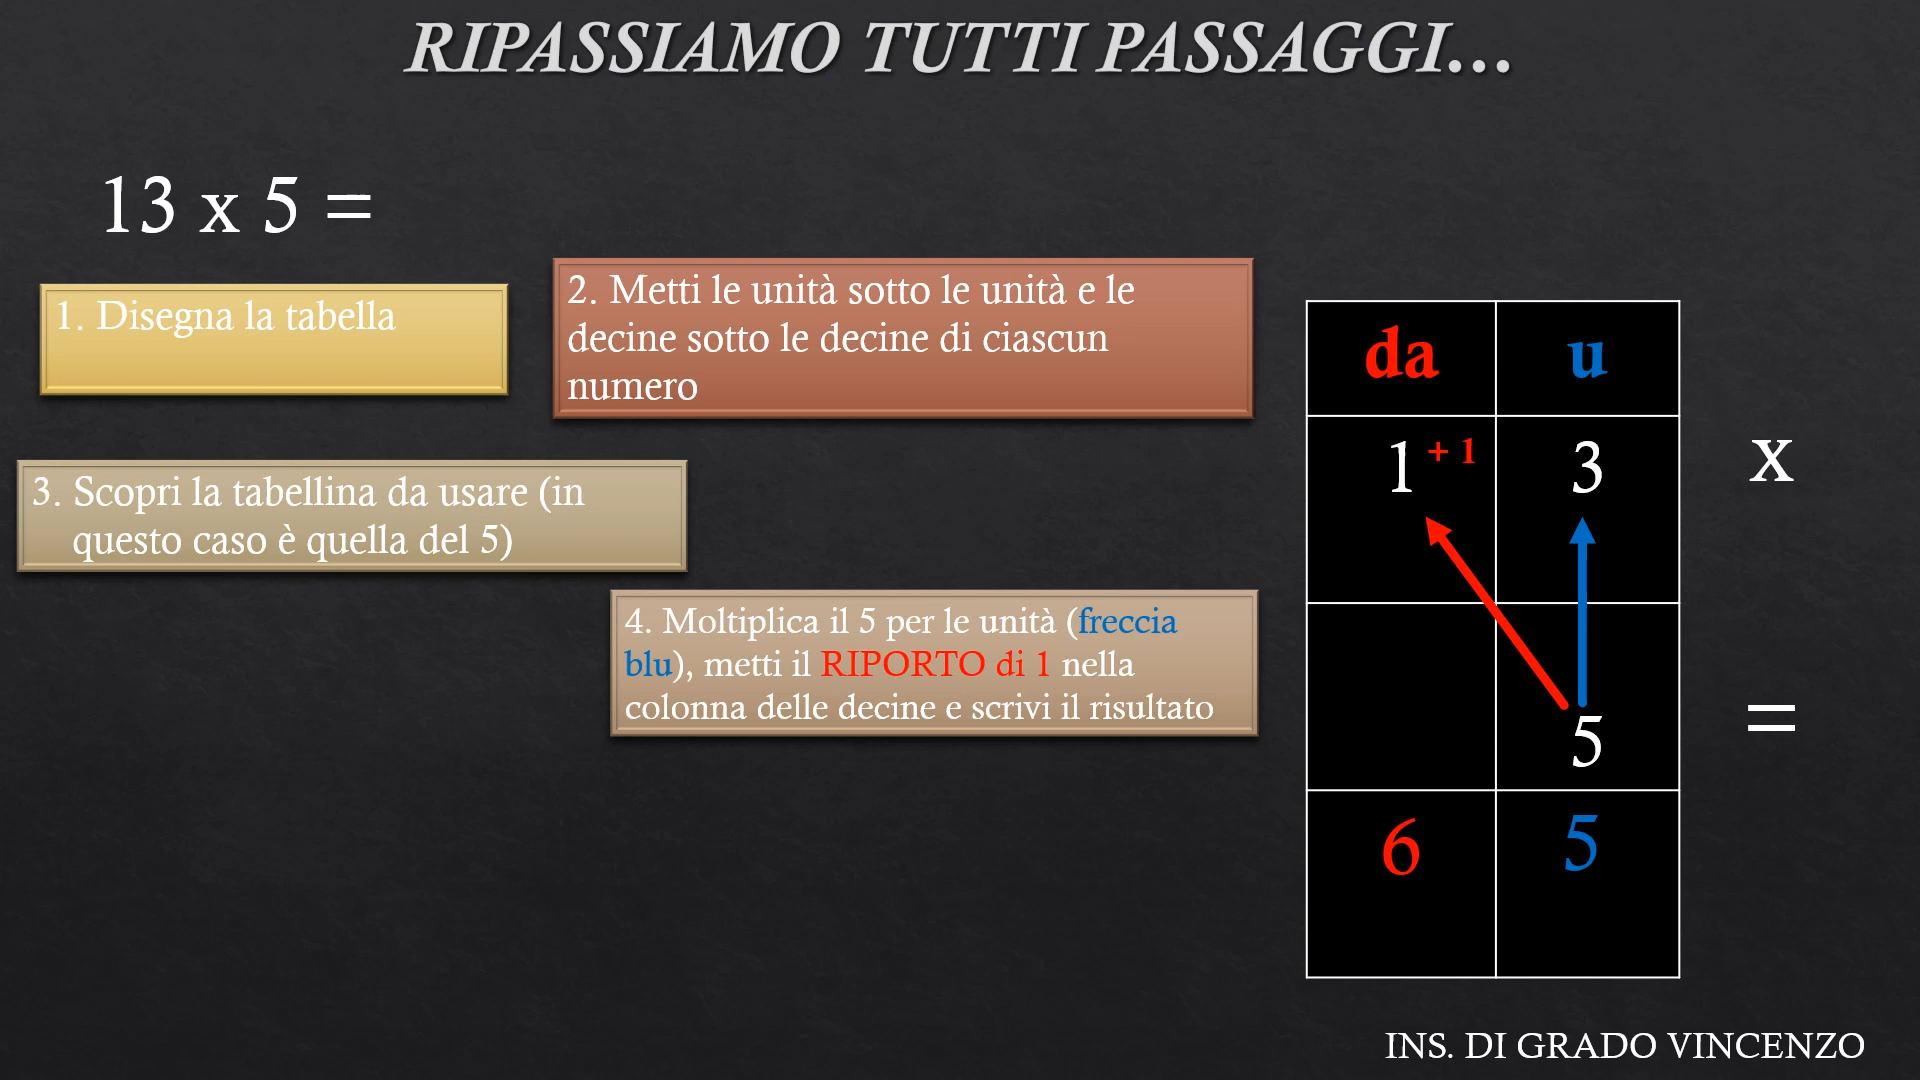 RIPASSIAMO TUTTI PASSAGGI...
13 x 5 =
1. Disegna la tabella
2. Metti le unità sotto le unità e le
decine sotto le decine di ciascun
numero
3. Scopri la tabellina da usare (in
questo caso è quella del 5)
4. Moltiplica il 5 per le unità (freccia
blu), metti il RIPORTO di 1 nella
colonna delle decine e scrivi il risultato
da u
1 + 1 3 x
5 =
6 5
INS. DI GRADO VINCENZO